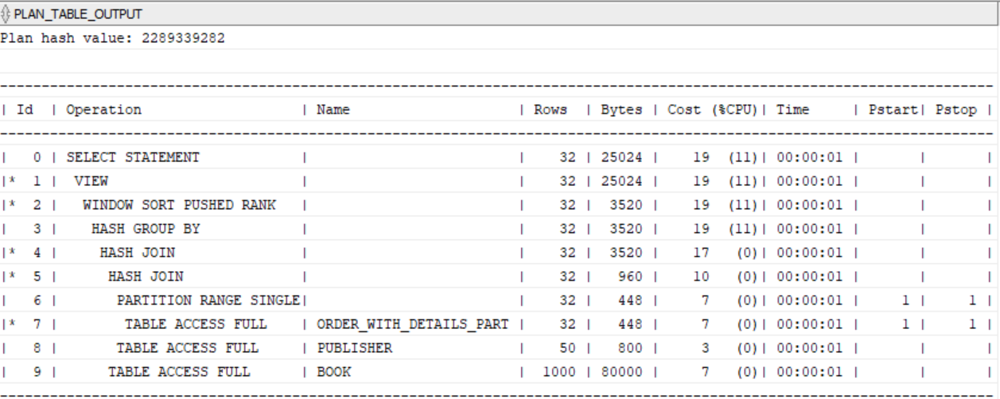 PLAN_TABLE_OUTPUT
Plan hash value: 2289339282
------------------------------------------------------------------------------------------------------------------------
| Id  | Operation                   | Name                    | Rows  | Bytes | Cost (%CPU)| Time     | Pstart| Pstop |
------------------------------------------------------------------------------------------------------------------------
|   0 | SELECT STATEMENT            |                         |    32 | 25024 |    19  (11)| 00:00:01 |       |       |
|*  1 |  VIEW                       |                         |    32 | 25024 |    19  (11)| 00:00:01 |       |       |
|*  2 |   WINDOW SORT PUSHED RANK   |                         |    32 |  3520 |    19  (11)| 00:00:01 |       |       |
|   3 |    HASH GROUP BY            |                         |    32 |  3520 |    19  (11)| 00:00:01 |       |       |
|*  4 |     HASH JOIN               |                         |    32 |  3520 |    17   (0)| 00:00:01 |       |       |
|*  5 |      HASH JOIN              |                         |    32 |   960 |    10   (0)| 00:00:01 |       |       |
|   6 |       PARTITION RANGE SINGLE|                         |    32 |   448 |     7   (0)| 00:00:01 |     1 |     1 |
|*  7 |        TABLE ACCESS FULL    | ORDER_WITH_DETAILS_PART |    32 |   448 |     7   (0)| 00:00:01 |     1 |     1 |
|   8 |       TABLE ACCESS FULL     | PUBLISHER               |    50 |   800 |     3   (0)| 00:00:01 |       |       |
|   9 |      TABLE ACCESS FULL      | BOOK                    |  1000 | 80000 |     7   (0)| 00:00:01 |       |       |
------------------------------------------------------------------------------------------------------------------------